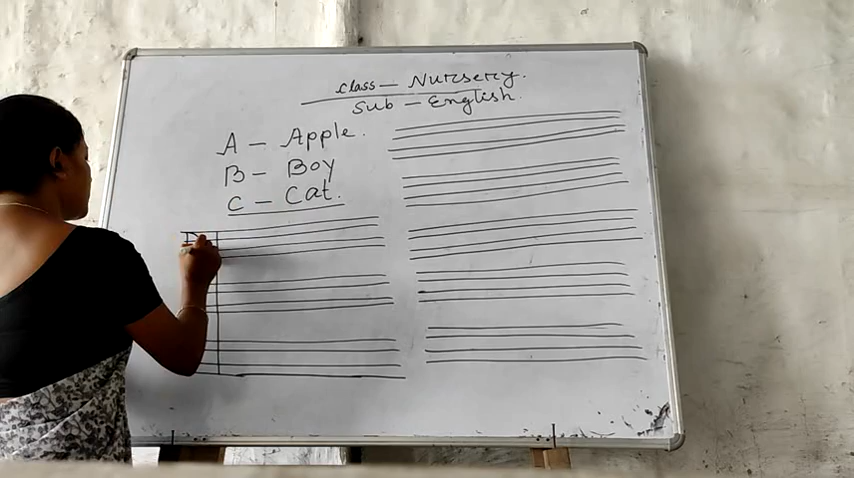 Class — Nursery.
Sub — English.
A — Apple.
B — Boy
C — Cat.